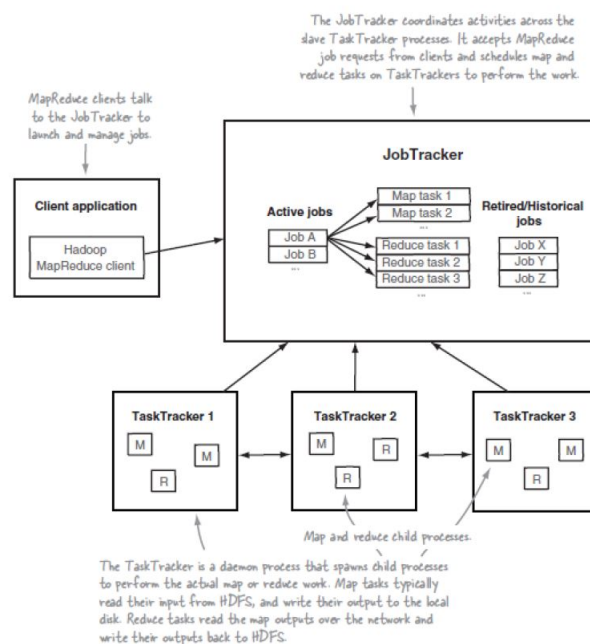 The JobTracker coordinates activities across the
slave TaskTracker processes. It accepts MapReduce
job requests from clients and schedules map and
reduce tasks on TaskTrackers to perform the work.
MapReduce clients talk
to the JobTracker to
launch and manage jobs.
JobTracker
Client application
Hadoop
MapReduce client
Active jobs
Job A
Job B
...
Map task 1
Map task 2
...
Reduce task 1
Reduce task 2
Reduce task 3
...
Retired/Historical
jobs
Job X
Job Y
Job Z
...
TaskTracker 1
M
M
R
TaskTracker 2
M
R
R
TaskTracker 3
M
M
R
Map and reduce child processes.
The TaskTracker is a daemon process that spawns child processes
to perform the actual map or reduce work. Map tasks typically
read their input from HDFS, and write their output to the local
disk. Reduce tasks read the map outputs over the network and
write their outputs back to HDFS.